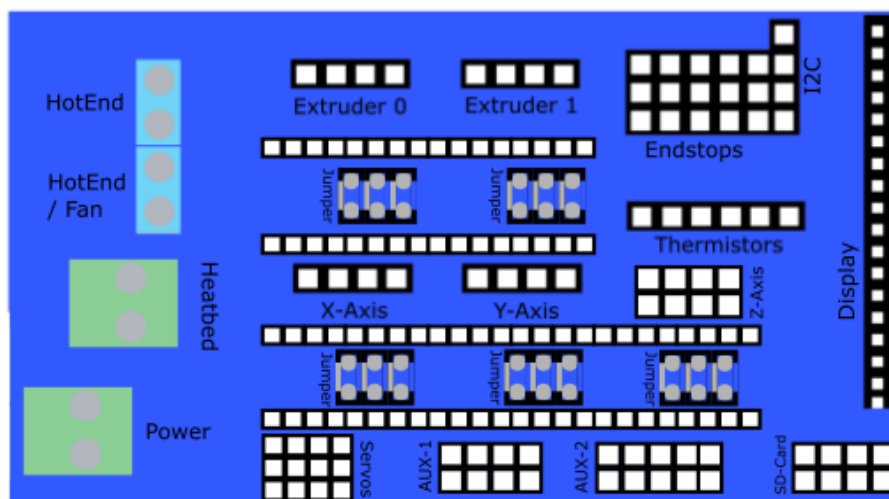 HotEnd
HotEnd
/ Fan
Heatbed
Power
Extruder 0
Extruder 1
I2C
Endstops
Jumper
Jumper
Thermistors
X-Axis
Y-Axis
Z-Axis
Display
Jumper
Jumper
Jumper
Servos
AUX-1
AUX-2
SD-Card